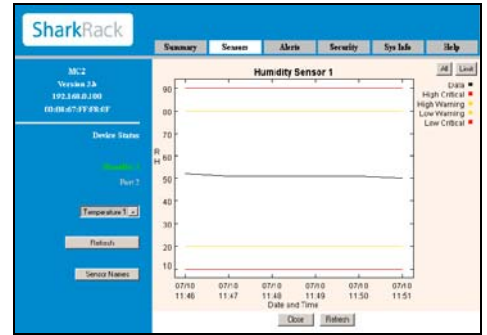 SharkRack
Summary Sensors Alerts Security Sys Info Help
MC2
Version 3.h
192.168.0.100
Device Status
Port 2
Temperature 1
Refresh
Sensor Names
Humidity Sensor 1
All Limit
Data
High Critical
High Warning
Low Warning
Low Critical
90
80
70
60
50
40
30
20
10
R
H
07/10 07/10 07/10 07/10 07/10 07/10
11:46 11:47 11:48 11:49 11:50 11:51
Date and Time
Close Refresh